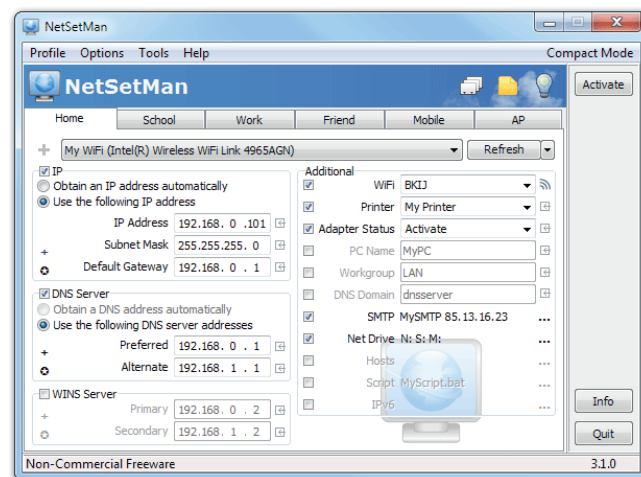 NetSetMan
Profile Options Tools Help Compact Mode
NetSetMan
Activate
Home School Work Friend Mobile AP
My WiFi (Intel(R) Wireless WiFi Link 4965AGN) Refresh
IP
Obtain an IP address automatically
Use the following IP address
IP Address 192.168. 0 .101
Subnet Mask 255.255.255. 0
Default Gateway 192.168. 0 . 1
DNS Server
Obtain a DNS address automatically
Use the following DNS server addresses
Preferred 192.168. 0 . 1
Alternate 192.168. 1 . 1
WINS Server
Primary 192.168. 0 . 2
Secondary 192.168. 1 . 2
Additional
WiFi BKIJ
Printer My Printer
Adapter Status Activate
PC Name MyPC
Workgroup LAN
DNS Domain dnsserver
SMTP MySMTP 85.13.16.23 ...
Net Drive N: S: M: ...
Hosts ...
Script MyScript.bat ...
IPv6 ...
Info
Quit
Non-Commercial Freeware 3.1.0